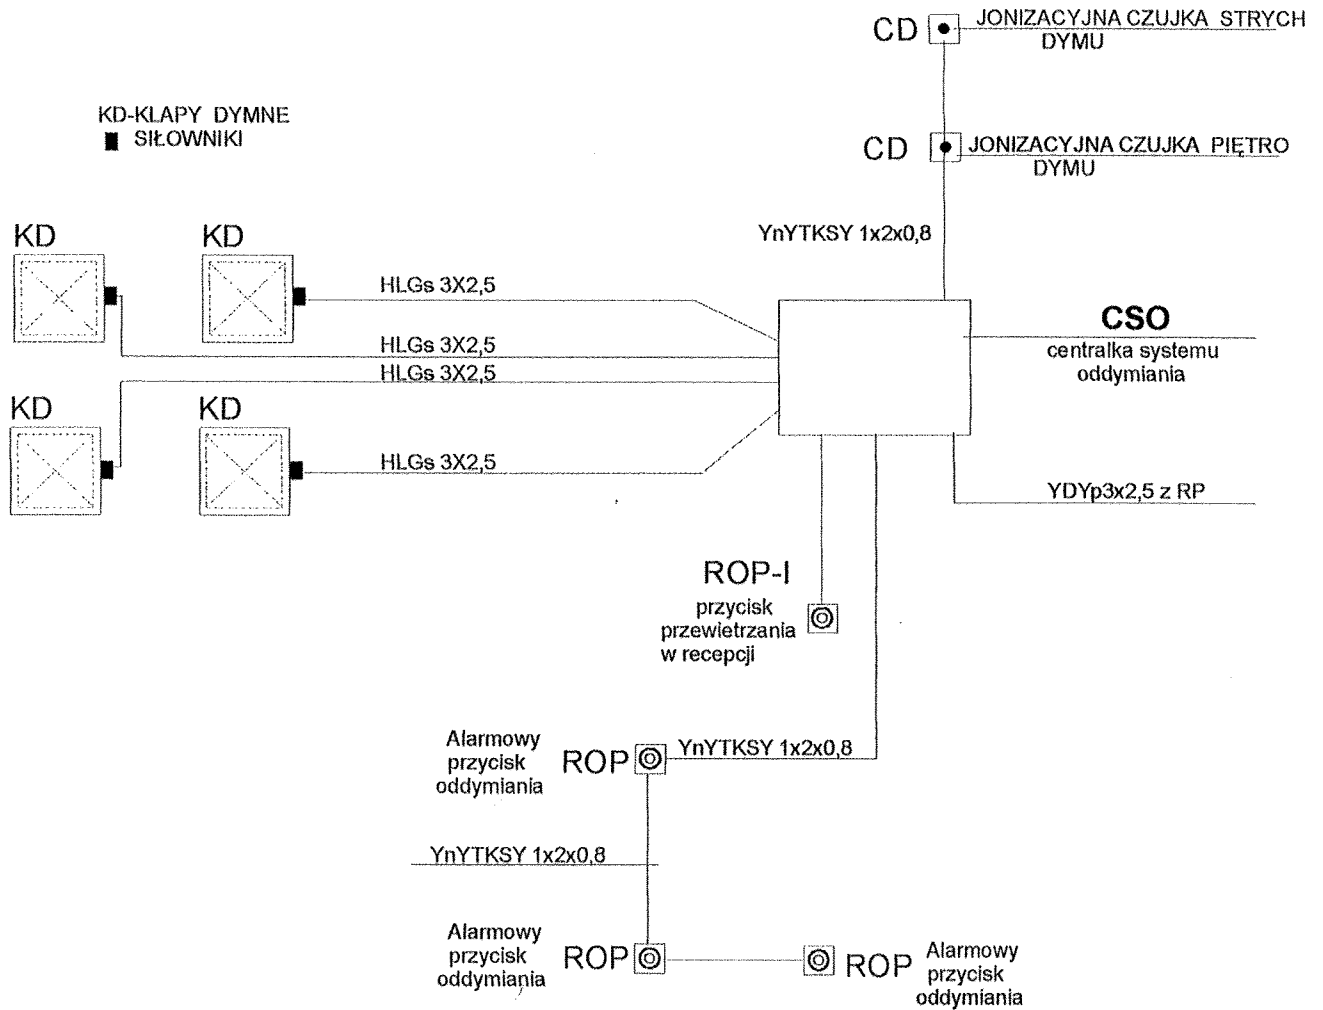 CD JONIZACYJNA CZUJKA STRYCH
DYMU
KD-KLAPY DYMNE
SIŁOWNIKI
CD JONIZACYJNA CZUJKA PIĘTRO
DYMU
YnYTKSY 1x2x0,8
KD KD
HLGs 3X2,5
HLGs 3X2,5
HLGs 3X2,5
KD KD
HLGs 3X2,5
CSO
centralka systemu
oddymiania
YDYp3x2,5 z RP
ROP-I
przycisk
przewietrzania
w recepcji
Alarmowy
przycisk
oddymiania
ROP
YnYTKSY 1x2x0,8
YnYTKSY 1x2x0,8
Alarmowy
przycisk
oddymiania
ROP
ROP
Alarmowy
przycisk
oddymiania